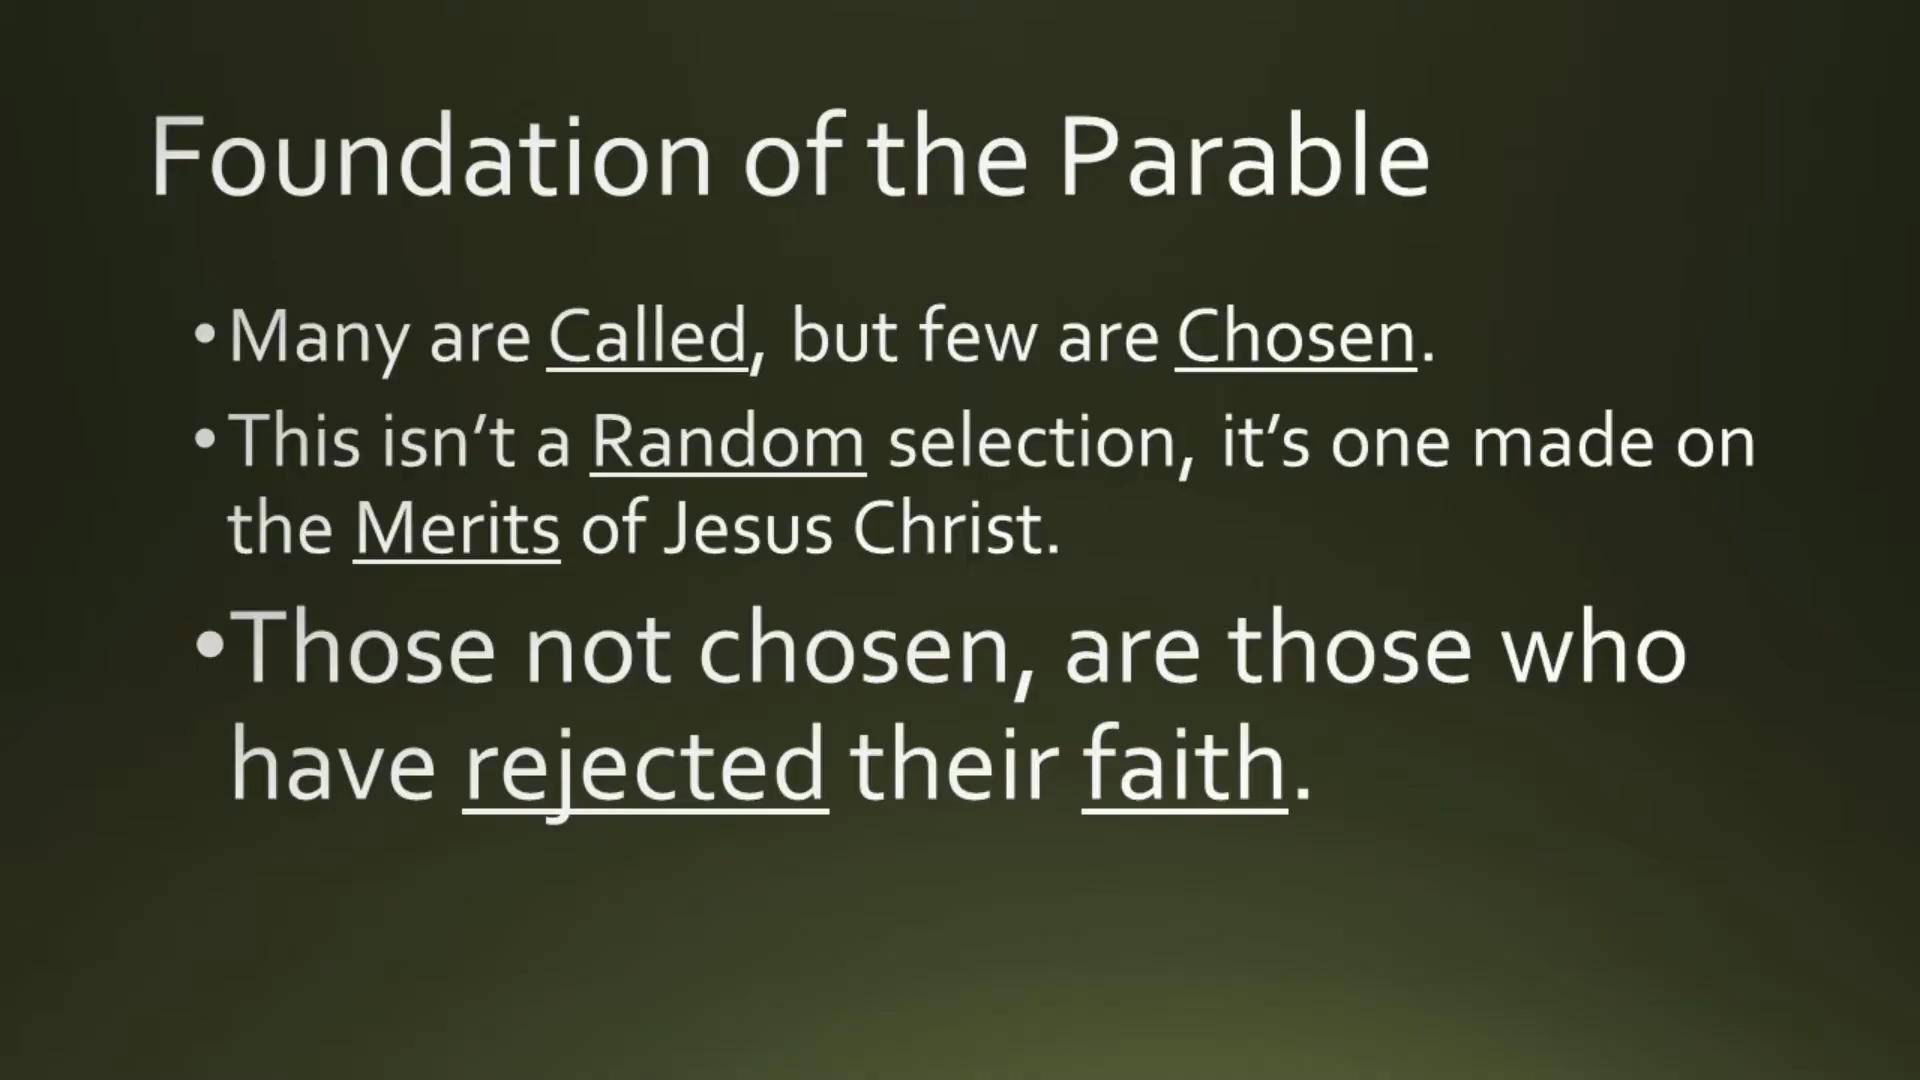 Foundation of the Parable
•Many are Called, but few are Chosen.
•This isn’t a Random selection, it’s one made on
the Merits of Jesus Christ.
•Those not chosen, are those who
have rejected their faith.